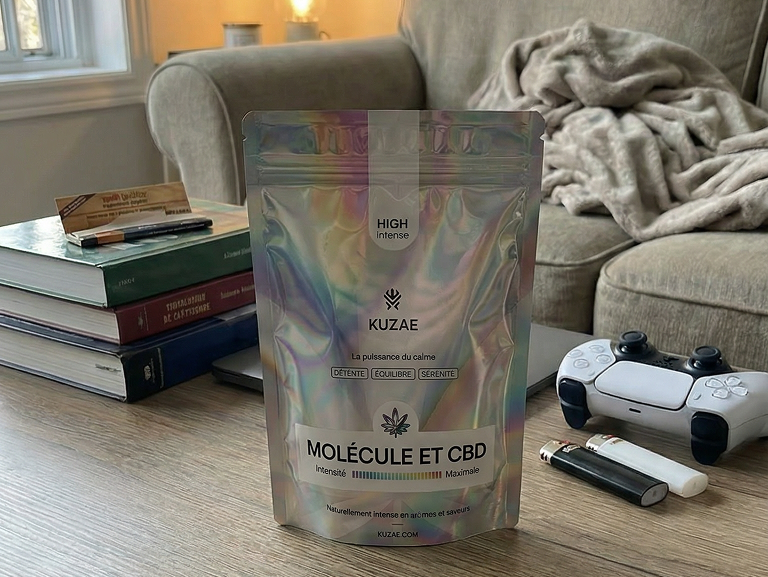 HIGH
intense
KUZAE
La puissance du calme
DÉTENTE ÉQUILIBRE SÉRÉNITÉ
MOLÉCULE ET CBD
Intensité Maximale
Naturellement intense en arômes et saveurs
KUZAE.COM